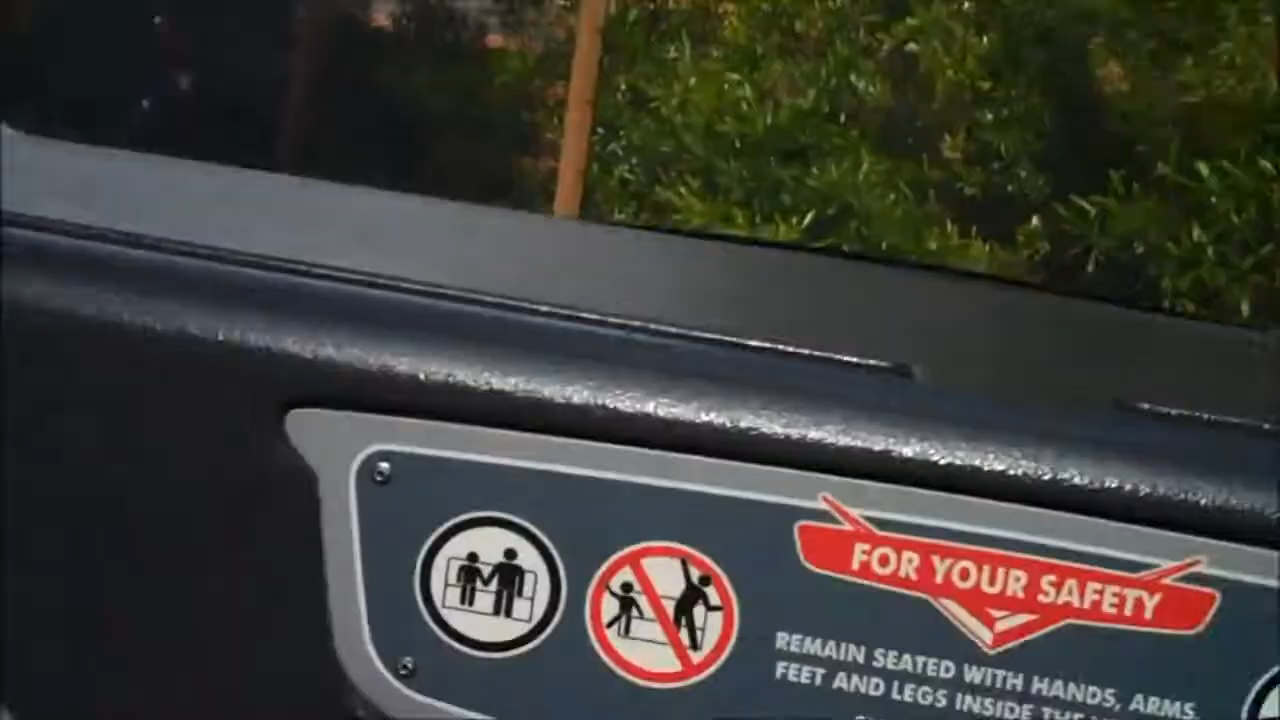 FOR YOUR SAFETY
REMAIN SEATED WITH HANDS, ARMS,
FEET AND LEGS INSIDE THE